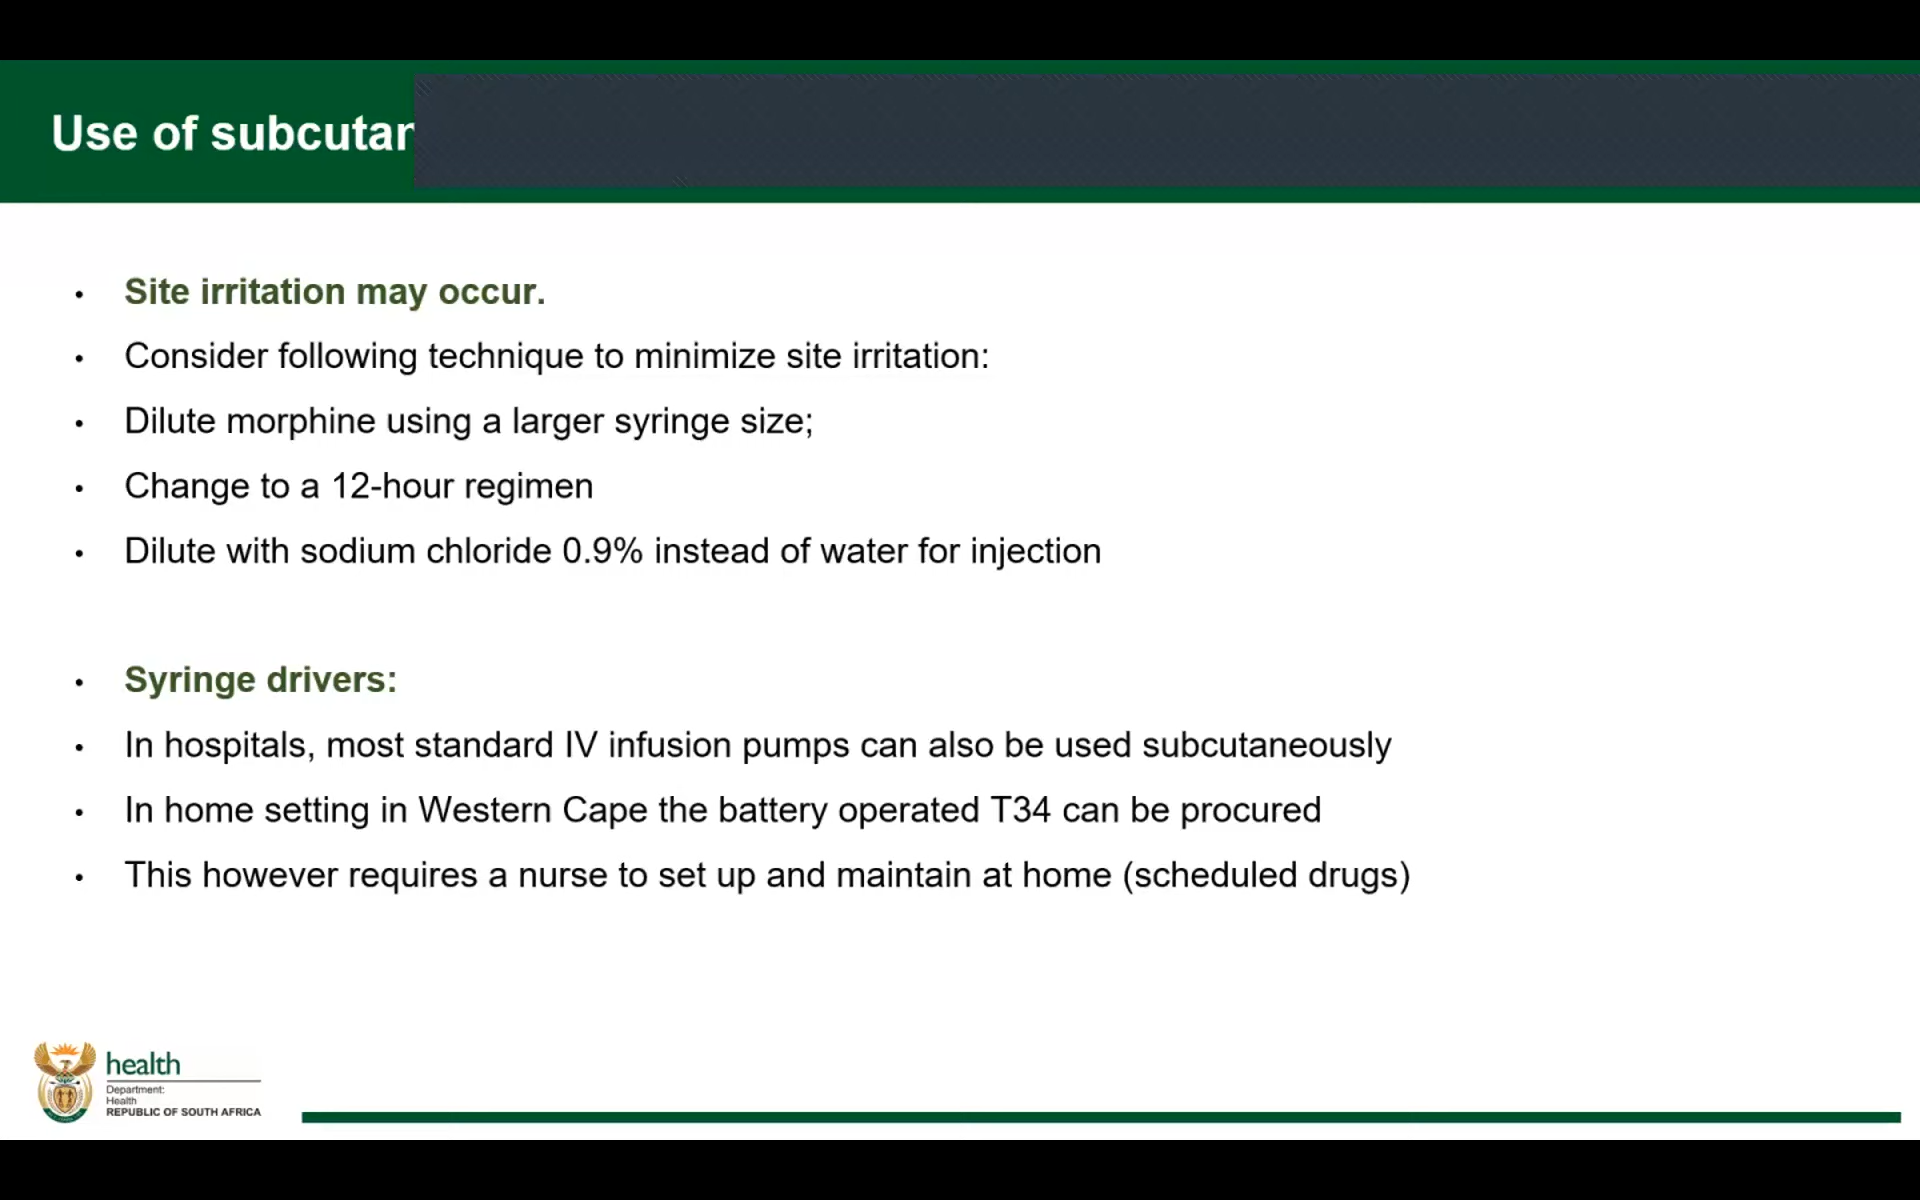 Use of
• Site irritation may occur.
• Consider following technique to minimize site irritation:
• Dilute morphine using a larger syringe size;
• Change to a 12-hour regimen
• Dilute with sodium chloride 0.9% instead of water for injection
• Syringe drivers:
• In hospitals, most standard IV infusion pumps can also be used subcutaneously
• In home setting in Western Cape the battery operated T34 can be procured
• This however requires a nurse to set up and maintain at home (scheduled drugs)
health
Department:
Health
REPUBLIC OF SOUTH AFRICA